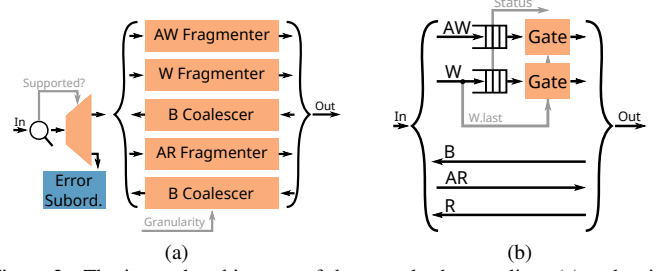 Supported?
In
Error
Subord.
AW Fragmenter
W Fragmenter
B Coalescer
AR Fragmenter
B Coalescer
Granularity
Out
(a)
Status
AW
Gate
W
Gate
W.last
In
Out
B
AR
R
(b)